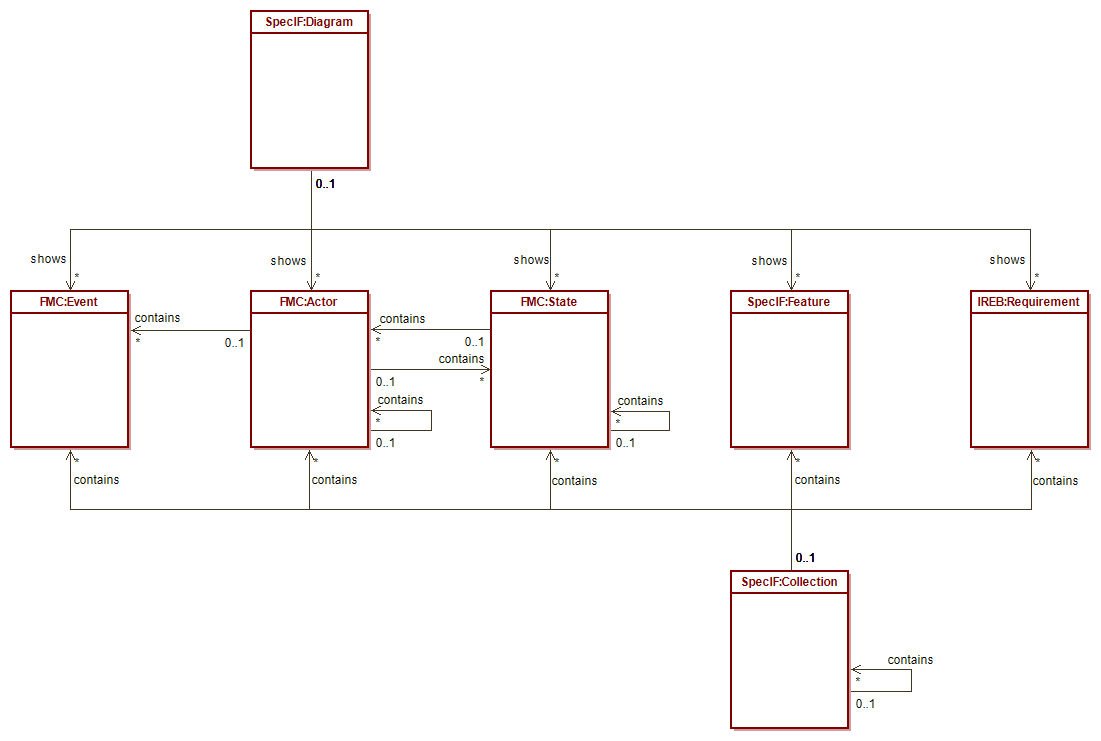 SpecIF:Diagram
0..1
shows
shows
shows
shows
shows
*
*
*
*
*
FMC:Event
FMC:Actor
FMC:State
SpecIF:Feature
IREB:Requirement
contains
*
0..1
contains
*
0..1
contains
0..1
*
contains
*
0..1
contains
*
0..1
*
*
*
*
*
contains
contains
contains
contains
contains
0..1
SpecIF:Collection
contains
*
0..1